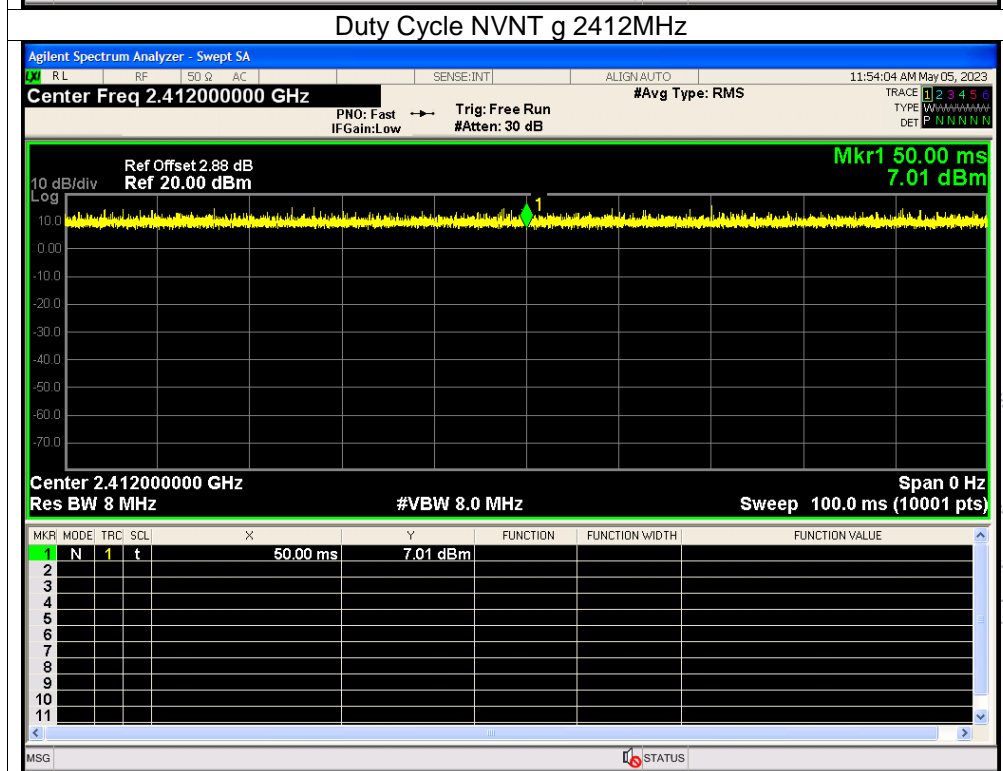 Duty Cycle NVNT g 2412MHz
Agilent Spectrum Analyzer - Swept SA
LXI RL RF 50 Ω AC SENSE:INT ALIGN AUTO 11:54:04 AM May 05, 2023
Center Freq 2.412000000 GHz #Avg Type: RMS TRACE 1 2 3 4 5 6
PNO: Fast Trig: Free Run TYPE W
IFGain:Low #Atten: 30 dB DET P N N N N N
Mkr1 50.00 ms
7.01 dBm
Ref Offset 2.88 dB
10 dB/div Ref 20.00 dBm
Log
1
10.0
0.00
-10.0
-20.0
-30.0
-40.0
-50.0
-60.0
-70.0
Center 2.412000000 GHz Span 0 Hz
Res BW 8 MHz #VBW 8.0 MHz Sweep 100.0 ms (10001 pts)
MKR MODE TRC SCL X Y FUNCTION FUNCTION WIDTH FUNCTION VALUE
1 N 1 t 50.00 ms 7.01 dBm
2
3
4
5
6
7
8
9
10
11
MSG STATUS